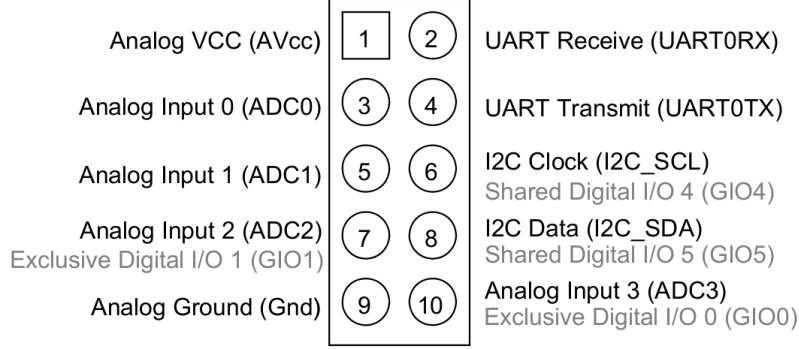 Analog VCC (AVcc) 1 2 UART Receive (UART0RX)
Analog Input 0 (ADC0) 3 4 UART Transmit (UART0TX)
Analog Input 1 (ADC1) 5 6 I2C Clock (I2C_SCL)
Shared Digital I/O 4 (GIO4)
Analog Input 2 (ADC2) 7 8 I2C Data (I2C_SDA)
Exclusive Digital I/O 1 (GIO1) Shared Digital I/O 5 (GIO5)
Analog Ground (Gnd) 9 10 Analog Input 3 (ADC3)
Exclusive Digital I/O 0 (GIO0)